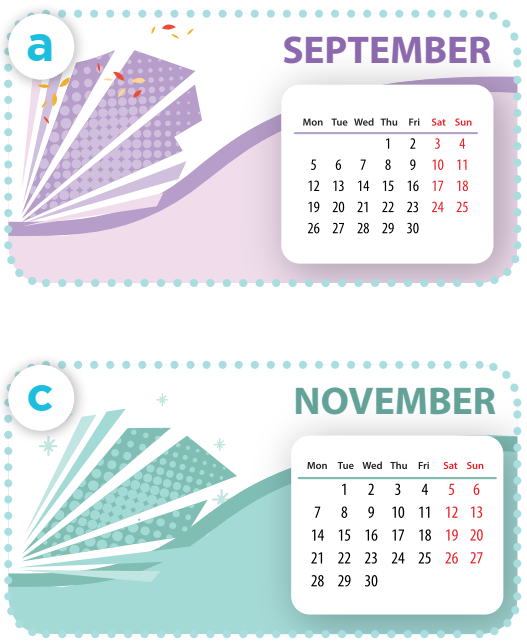 a
SEPTEMBER
Mon Tue Wed Thu Fri Sat Sun
1 2 3 4
5 6 7 8 9 10 11
12 13 14 15 16 17 18
19 20 21 22 23 24 25
26 27 28 29 30
c
NOVEMBER
Mon Tue Wed Thu Fri Sat Sun
1 2 3 4 5 6
7 8 9 10 11 12 13
14 15 16 17 18 19 20
21 22 23 24 25 26 27
28 29 30